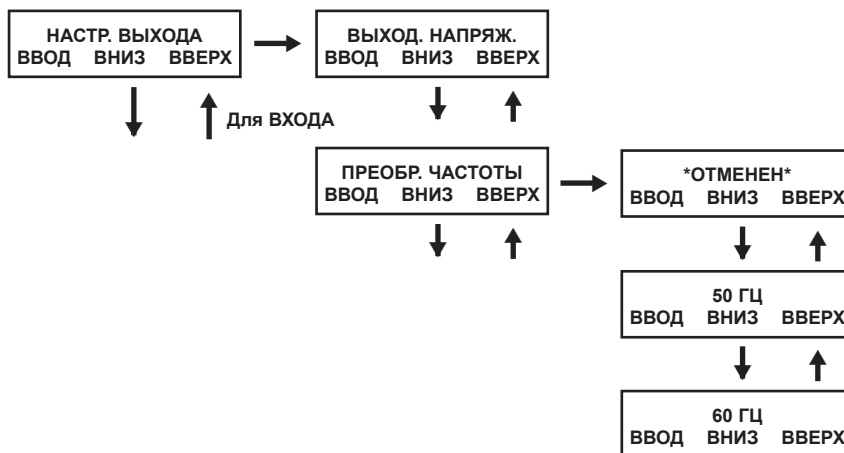 НАСТР. ВЫХОДА
ВВОД ВНИЗ ВВЕРХ
ВЫХОД. НАПРЯЖ.
ВВОД ВНИЗ ВВЕРХ
Для ВХОДА
ПРЕОБР. ЧАСТОТЫ
ВВОД ВНИЗ ВВЕРХ
*ОТМЕНЕН*
ВВОД ВНИЗ ВВЕРХ
50 ГЦ
ВВОД ВНИЗ ВВЕРХ
60 ГЦ
ВВОД ВНИЗ ВВЕРХ